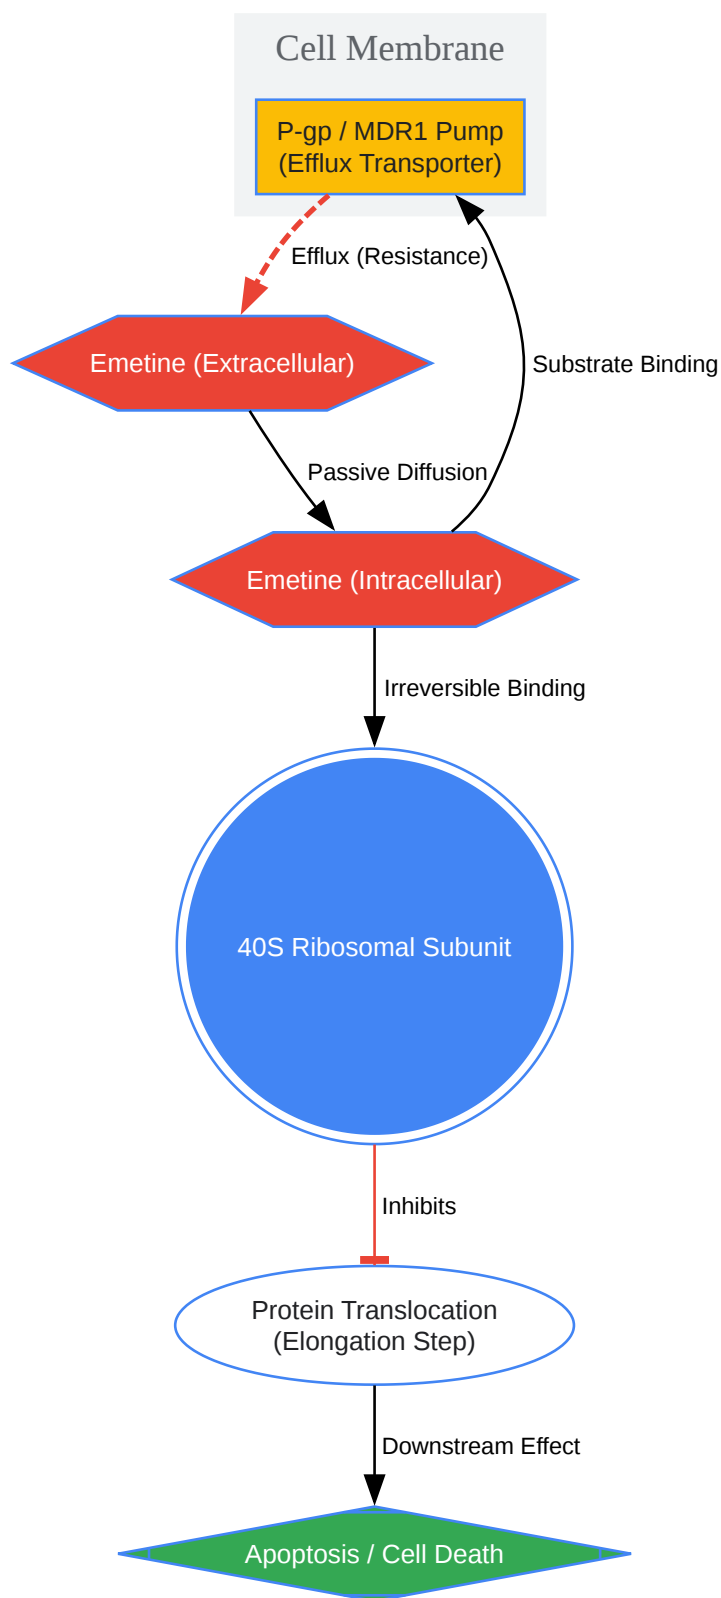 Cell Membrane
P-gp / MDR1 Pump
(Efflux Transporter)
Efflux (Resistance)
Emetine (Extracellular)
Substrate Binding
Passive Diffusion
Emetine (Intracellular)
Irreversible Binding
40S Ribosomal Subunit
Inhibits
Protein Translocation
(Elongation Step)
Downstream Effect
Apoptosis / Cell Death